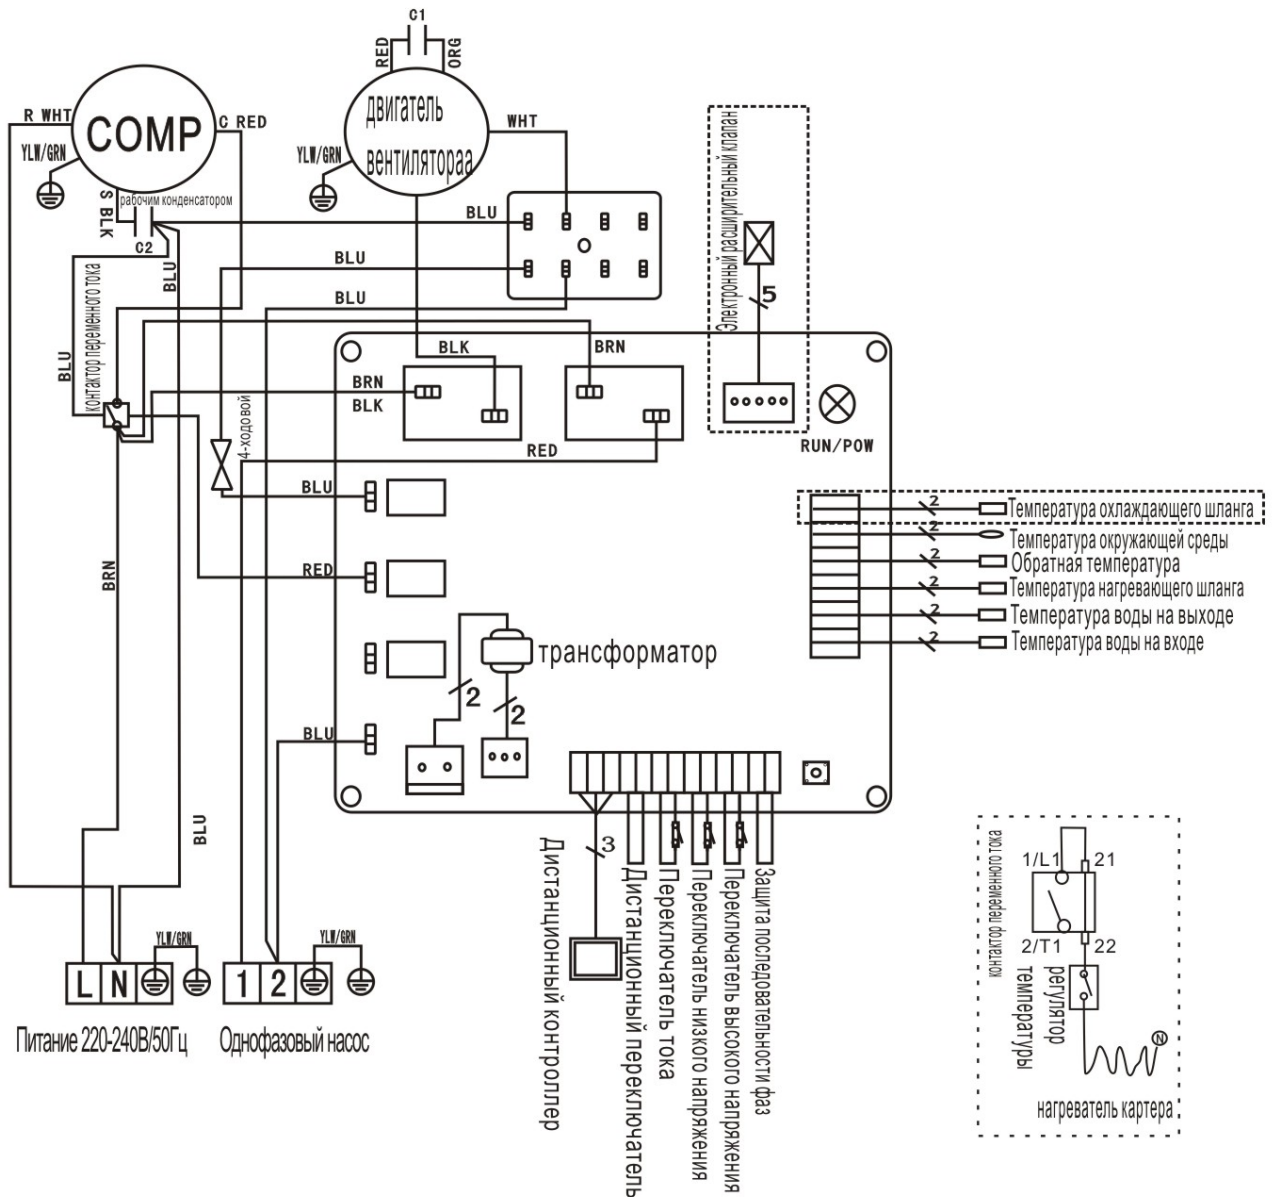 C1
RED
ORG
R WHT
COMP
C RED
YLW/GRN
S BLK
рабочим конденсатором
C2
BLU
двигатель
вентиляторaа
YLW/GRN
WHT
BLU
BLU
BLU
Электронный расширительный клапан
5
RUN/POW
контактор переменного тока
BLU
BLK
BRN
BRN
BLK
RED
4-ходовой
BLU
RED
BRN
трансформатор
2
2
BLU
BLU
2
Температура охлаждающего шланга
2
Температура окружающей среды
2
Обратная температура
2
Температура нагревающего шланга
2
Температура воды на выходе
2
Температура воды на входе
3
Дистанционный контроллер
Дистанционный переключатель
Переключатель тока
Переключатель низкого напряжения
Переключатель высокого напряжения
Защита последовательности фаз
YLW/GRN
L N
Питание 220-240В/50Гц
YLW/GRN
1 2
Однофазовый насос
контактор переменного тока
1/L1
21
2/T1
22
регулятор
температуры
N
нагреватель картера